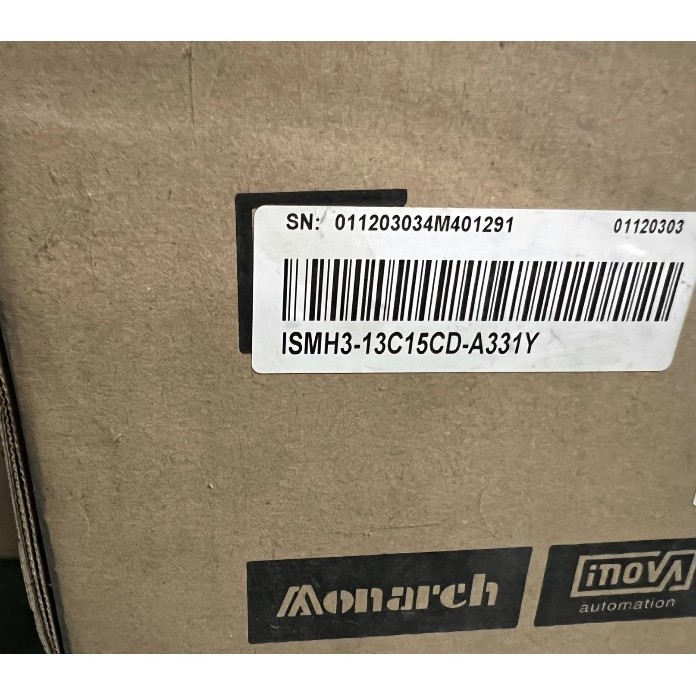 SN: 011203034M401291 01120303
ISMH3-13C15CD-A331Y
Monarch
inova
automation